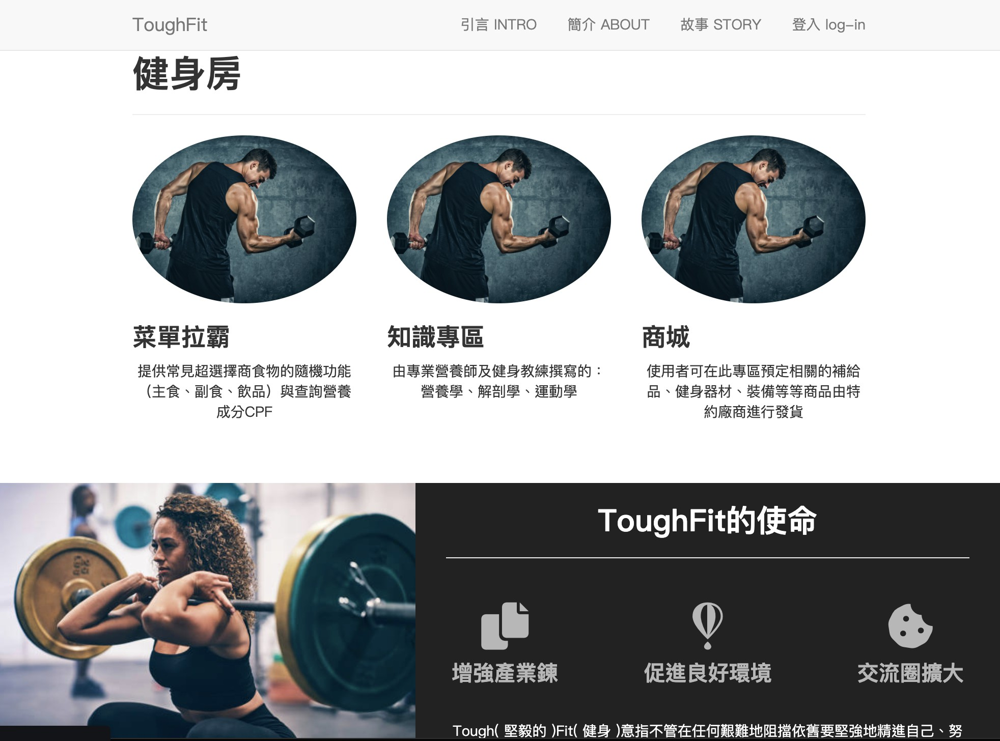 ToughFit
引言 INTRO
簡介 ABOUT
故事 STORY
登入 log-in
健身房
菜單拉霸
提供常見超選擇商食物的隨機功能
（主食、副食、飲品）與查詢營養
成分CPF
知識專區
由專業營養師及健身教練撰寫的：
營養學、解剖學、運動學
商城
使用者可在此專區預定相關的補給
品、健身器材、裝備等等商品由特
約廠商進行發貨
ToughFit的使命
增強產業鍊
促進良好環境
交流圈擴大
Tough( 堅毅的 )Fit( 健身 )意指不管在任何艱難地阻擋依舊要堅強地精進自己、努